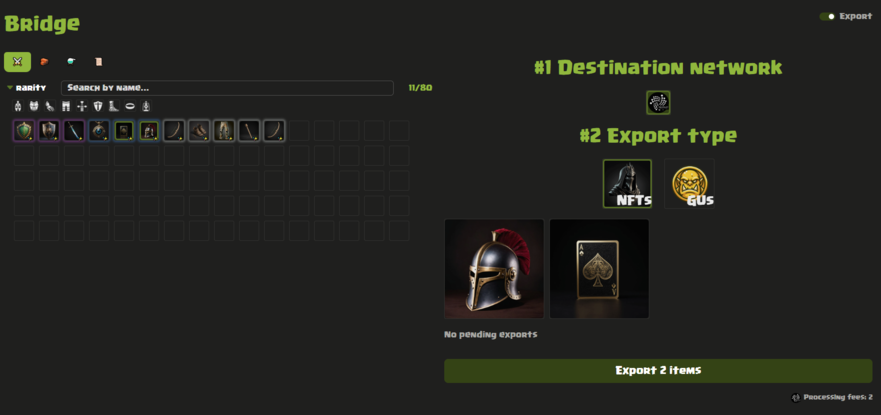 Bridge
Export
RARITY
Search by name...
11/80
#1 Destination network
#2 Export type
NFTs
GUs
A
A
No pending exports
Export 2 items
Processing fees: 2